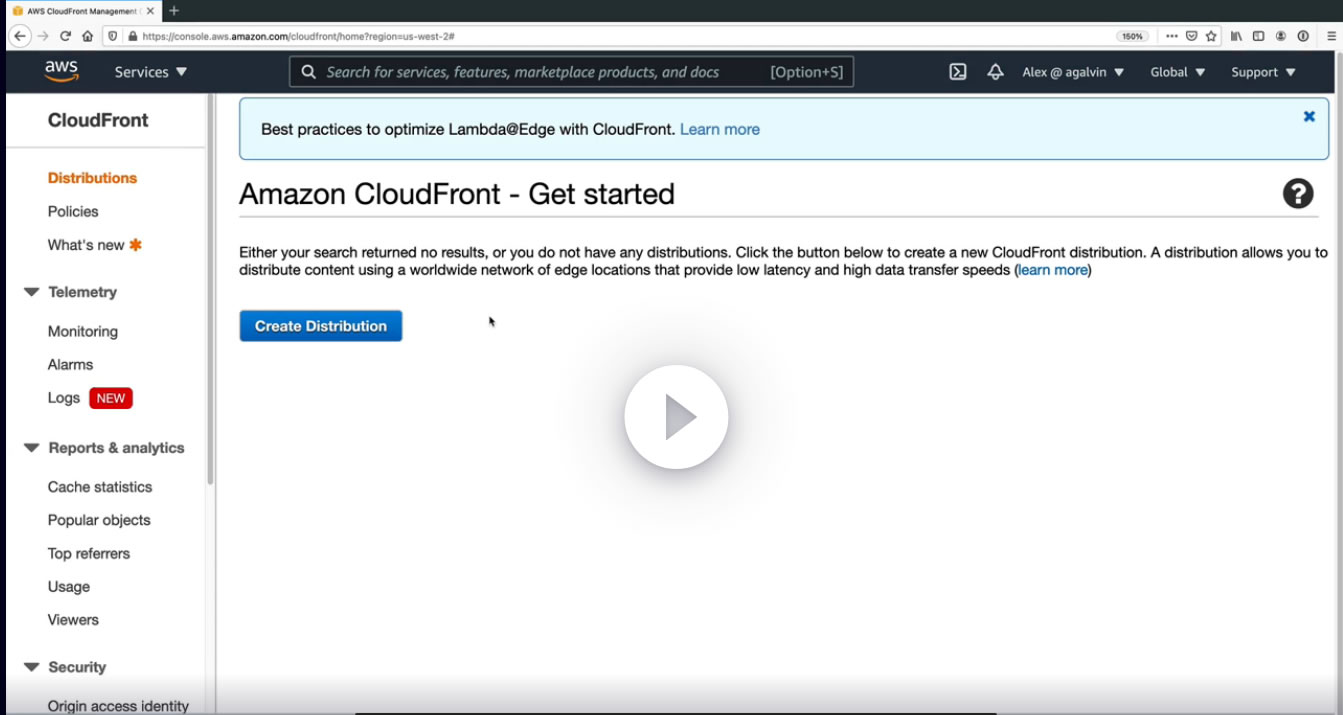 AWS CloudFront Management C
https://console.aws.amazon.com/cloudfront/home?region=us-west-2#
150%
aws
Services
Search for services, features, marketplace products, and docs [Option+S]
Alex @ agalvin
Global
Support
CloudFront
Distributions
Policies
What's new
Telemetry
Monitoring
Alarms
Logs NEW
Reports & analytics
Cache statistics
Popular objects
Top referrers
Usage
Viewers
Security
Origin access identity
Best practices to optimize Lambda@Edge with CloudFront. Learn more
Amazon CloudFront - Get started
?
Either your search returned no results, or you do not have any distributions. Click the button below to create a new CloudFront distribution. A distribution allows you to
distribute content using a worldwide network of edge locations that provide low latency and high data transfer speeds (learn more)
Create Distribution